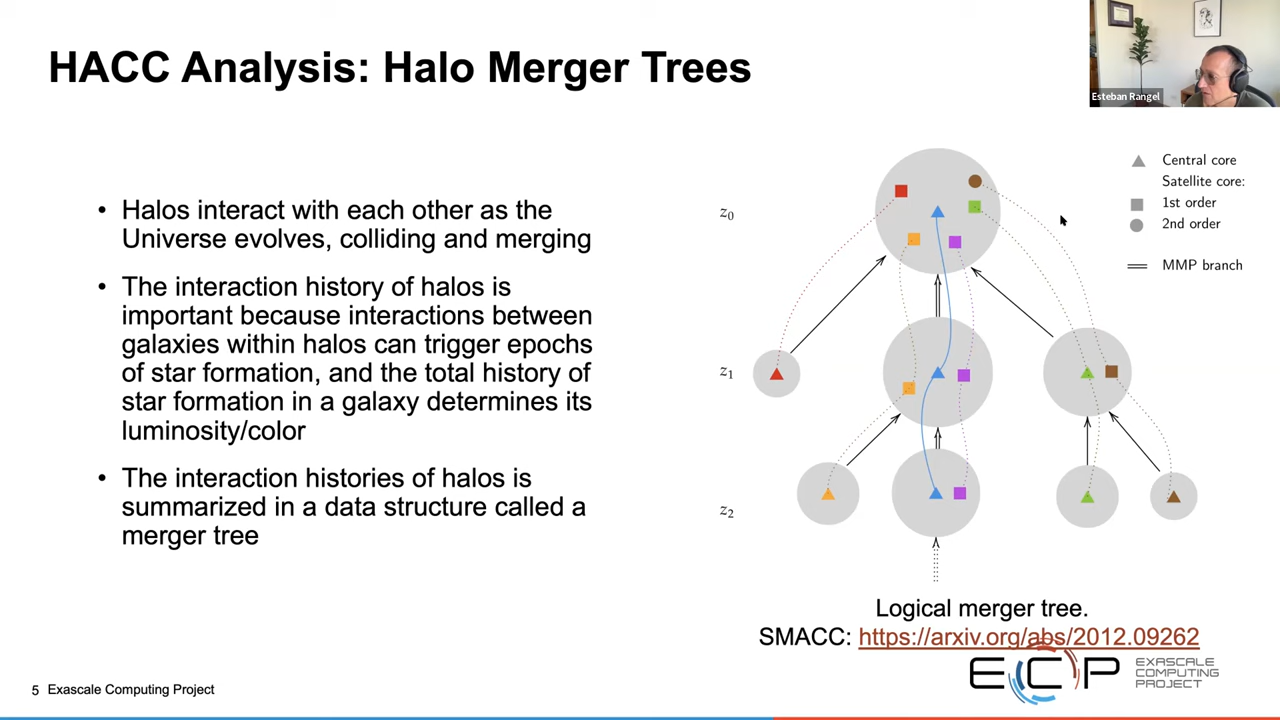 HACC Analysis: Halo Merger Trees
Esteban Rangel
• Halos interact with each other as the
Universe evolves, colliding and merging
• The interaction history of halos is
important because interactions between
galaxies within halos can trigger epochs
of star formation, and the total history of
star formation in a galaxy determines its
luminosity/color
• The interaction histories of halos is
summarized in a data structure called a
merger tree
z₀
z₁
z₂
Central core
Satellite core:
1st order
2nd order
MMP branch
Logical merger tree.
SMACC: https://arxiv.org/abs/2012.09262
5 Exascale Computing Project
ECP
EXASCALE
COMPUTING
PROJECT